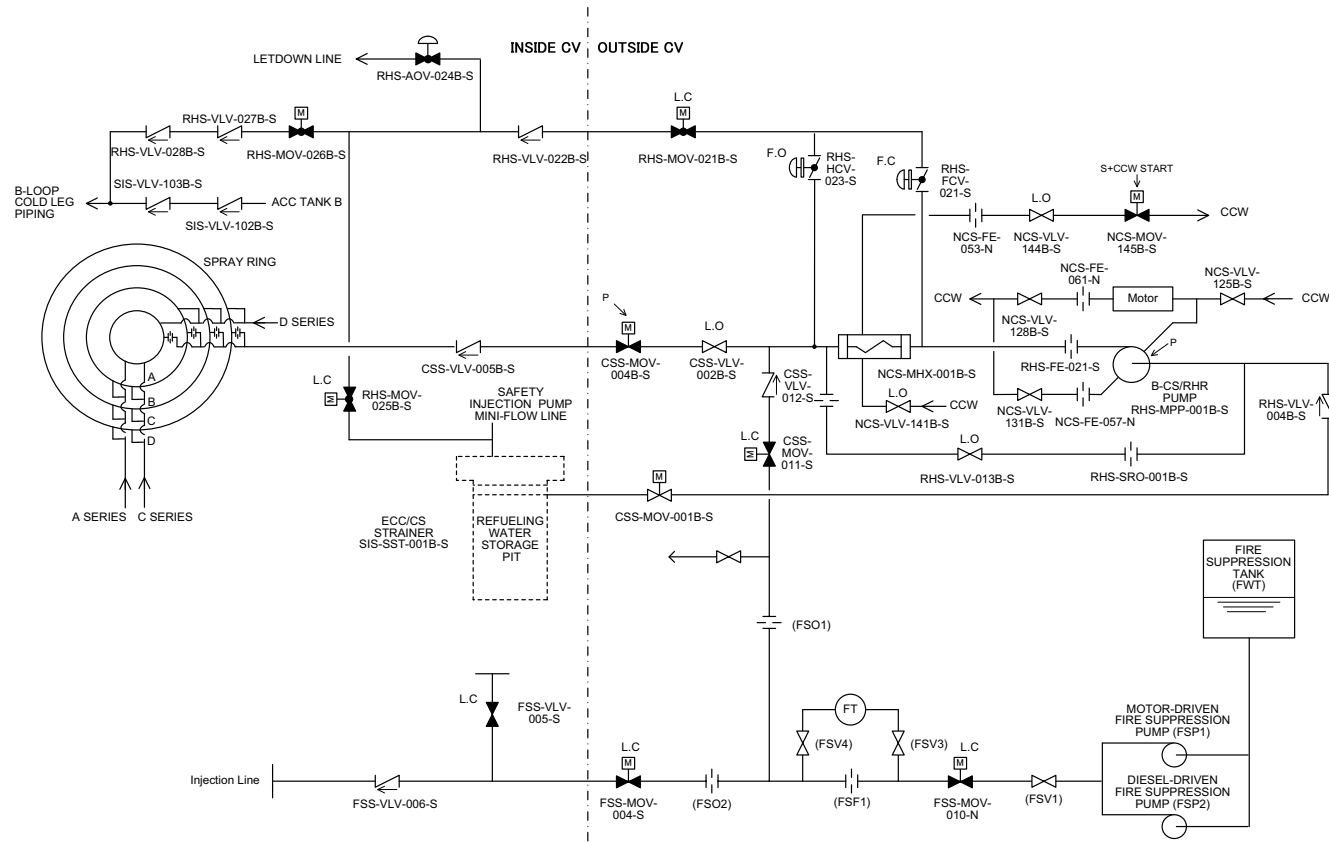 INSIDE CV
OUTSIDE CV
LETDOWN LINE
RHS-AOV-024B-S
L.C
M
RHS-VLV-027B-S
M
RHS-VLV-028B-S
RHS-MOV-026B-S
RHS-VLV-022B-S
RHS-MOV-021B-S
F.O
RHS-
HCV-
023-S
F.C
RHS-
FCV-
021-S
S+CCW START
M
L.O
CCW
NCS-FE-
053-N
NCS-VLV-
144B-S
NCS-MOV-
145B-S
B-LOOP
COLD LEG
PIPING
SIS-VLV-103B-S
ACC TANK B
SIS-VLV-102B-S
SPRAY RING
D SERIES
A
B
C
D
A SERIES
C SERIES
CSS-VLV-005B-S
P
M
CSS-MOV-
004B-S
L.O
CSS-VLV-
002B-S
CSS-
VLV-
012-S
NCS-MHX-001B-S
L.O
CCW
NCS-VLV-141B-S
NCS-FE-
061-N
CCW
Motor
NCS-VLV-
125B-S
CCW
NCS-VLV-
128B-S
RHS-FE-021-S
P
NCS-VLV-
131B-S
NCS-FE-057-N
B-CS/RHR
PUMP
RHS-MPP-001B-S
RHS-VLV-
004B-S
L.C
M
RHS-MOV-
025B-S
SAFETY
INJECTION PUMP
MINI-FLOW LINE
L.C
M
CSS-
MOV-
011-S
L.O
RHS-VLV-013B-S
RHS-SRO-001B-S
M
CSS-MOV-001B-S
ECC/CS
STRAINER
SIS-SST-001B-S
REFUELING
WATER
STORAGE
PIT
FIRE
SUPPRESSION
TANK
(FWT)
(FSO1)
L.C
FSS-VLV-
005-S
FT
(FSV4)
(FSV3)
MOTOR-DRIVEN
FIRE SUPPRESSION
PUMP (FSP1)
Injection Line
FSS-VLV-006-S
L.C
M
FSS-MOV-
004-S
(FSO2)
(FSF1)
L.C
M
FSS-MOV-
010-N
(FSV1)
DIESEL-DRIVEN
FIRE SUPPRESSION
PUMP (FSP2)